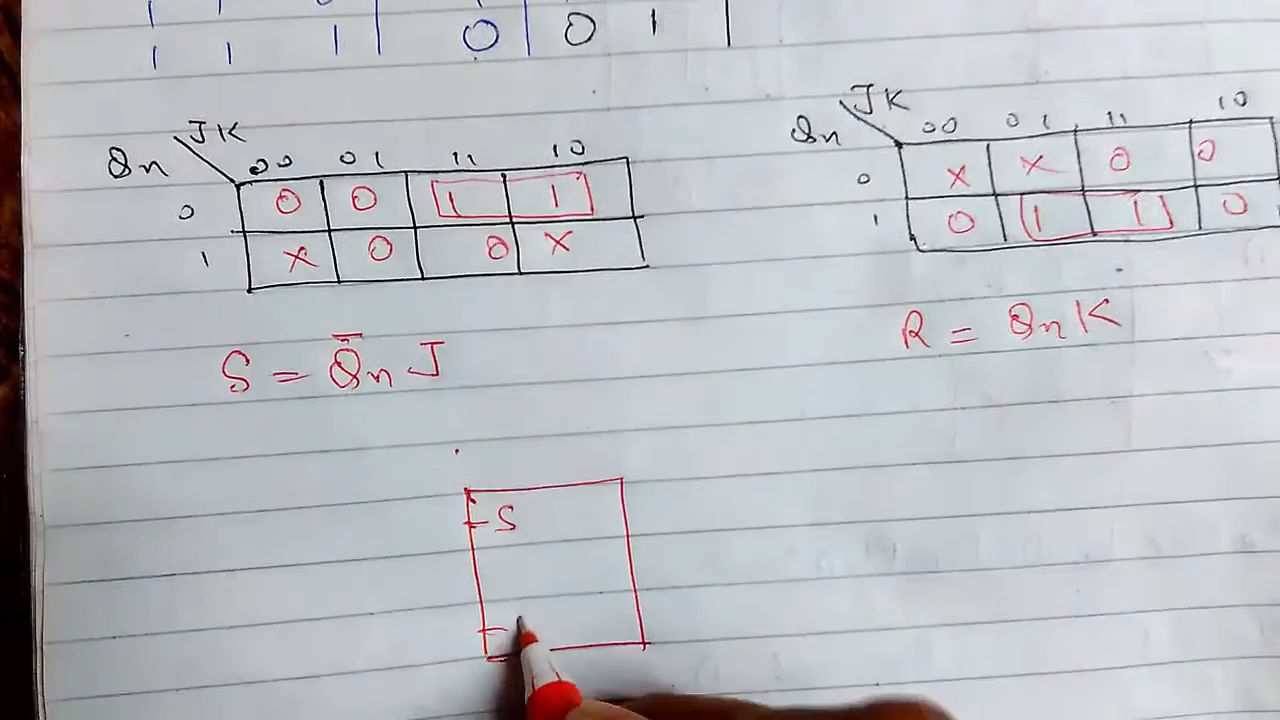 1 1 1 0 0 1
JK JK
Qn 00 01 11 10 Qn 00 01 11 10
0 0 0 1 1 0 X X 0 0
1 X 0 0 X 1 0 1 1 0
S = Q̄n J R = Qn K
S